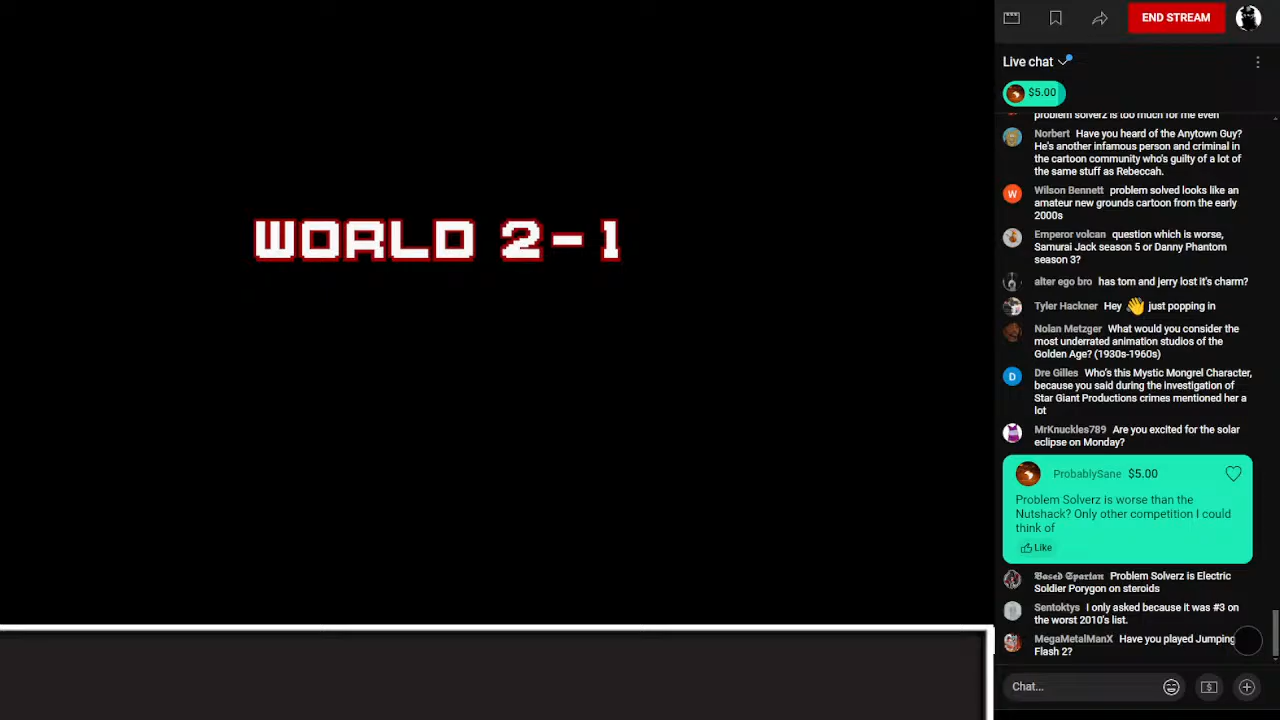 WORLD 2-1
END STREAM
Live chat
$5.00
problem solverz is too much for me even
Norbert Have you heard of the Anytown Guy?
He's another infamous person and criminal in
the cartoon community who's guilty of a lot of
the same stuff as Rebeccah.
W
Wilson Bennett problem solved looks like an
amateur new grounds cartoon from the early
2000s
Emperor volcan question which is worse,
Samurai Jack season 5 or Danny Phantom
season 3?
alter ego bro has tom and jerry lost it's charm?
Tyler Hackner Hey 👋 just popping in
Nolan Metzger What would you consider the
most underrated animation studios of the
Golden Age? (1930s-1960s)
D
Dre Gilles Who's this Mystic Mongrel Character,
because you said during the investigation of
Star Giant Productions crimes mentioned her a
lot
MrKnuckles789 Are you excited for the solar
eclipse on Monday?
ProbablySane $5.00
Problem Solverz is worse than the
Nutshack? Only other competition I could
think of
Like
𝕭𝖆𝖘𝖊𝖉 𝕾𝖕𝖆𝖗𝖙𝖆𝖓 Problem Solverz is Electric
Soldier Porygon on steroids
Sentoktys I only asked because it was #3 on
the worst 2010's list.
MegaMetalManX Have you played Jumping
Flash 2?
Chat...